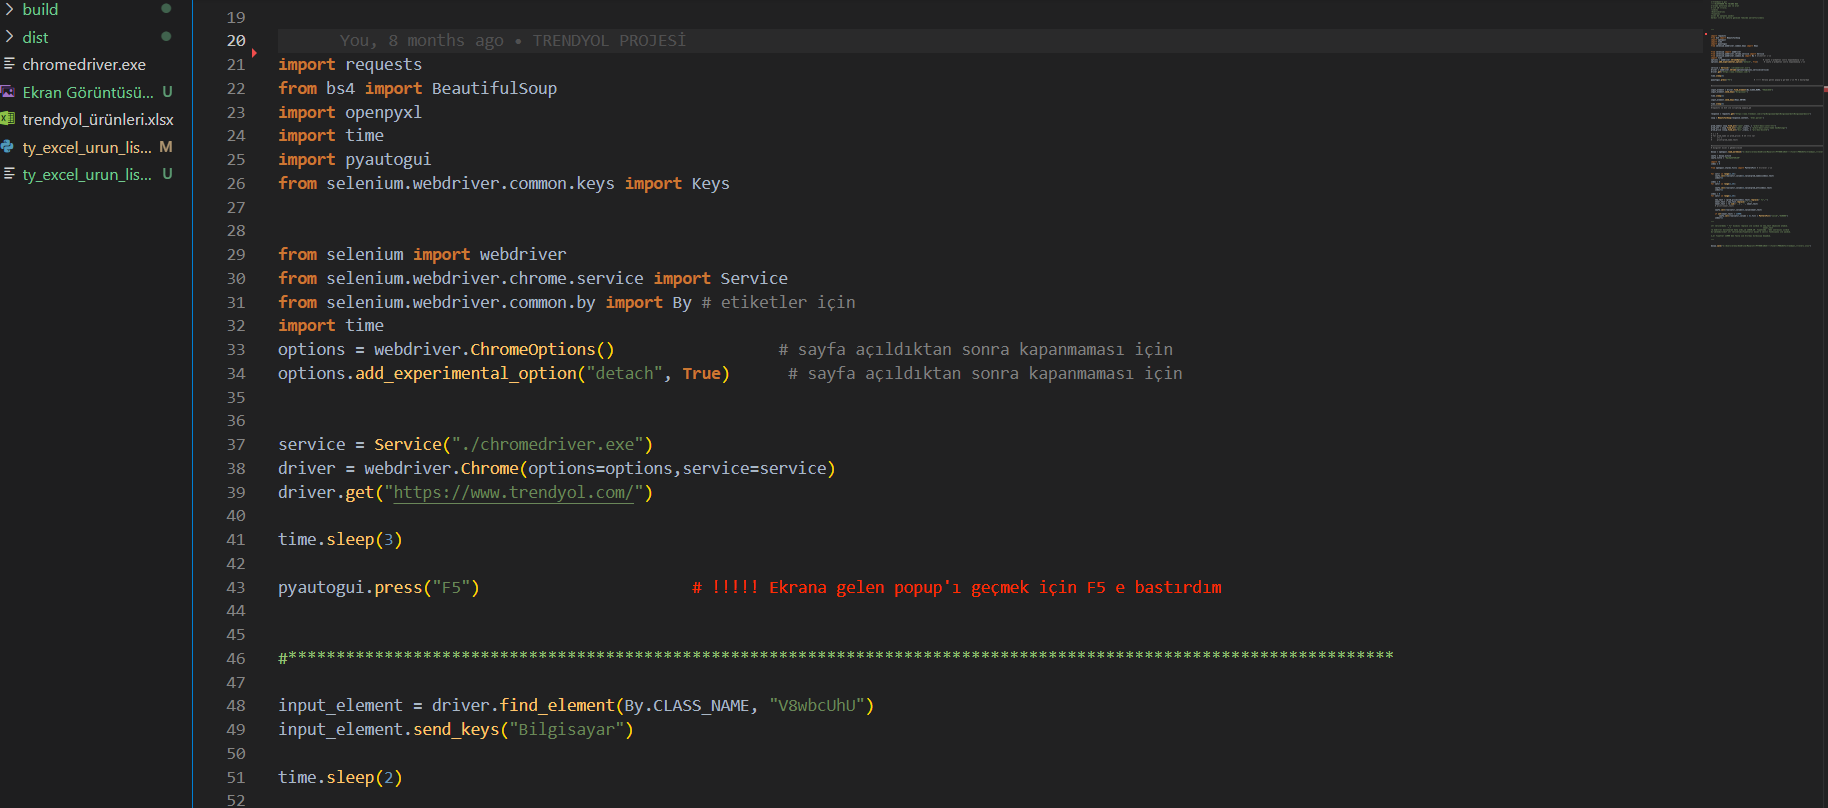 build
dist
chromedriver.exe
Ekran Görüntüsü... U
trendyol_ürünleri.xlsx
ty_excel_urun_lis... M
ty_excel_urun_lis... U
19
20 You, 8 months ago • TRENDYOL PROJESİ
21 import requests
22 from bs4 import BeautifulSoup
23 import openpyxl
24 import time
25 import pyautogui
26 from selenium.webdriver.common.keys import Keys
27
28
29 from selenium import webdriver
30 from selenium.webdriver.chrome.service import Service
31 from selenium.webdriver.common.by import By # etiketler için
32 import time
33 options = webdriver.ChromeOptions() # sayfa açıldıktan sonra kapanmaması için
34 options.add_experimental_option("detach", True) # sayfa açıldıktan sonra kapanmaması için
35
36
37 service = Service("./chromedriver.exe")
38 driver = webdriver.Chrome(options=options,service=service)
39 driver.get("https://www.trendyol.com/")
40
41 time.sleep(3)
42
43 pyautogui.press("F5") # !!!!! Ekrana gelen popup'ı geçmek için F5 e bastırdım
44
45
46 #*******************************************************************************************************************
47
48 input_element = driver.find_element(By.CLASS_NAME, "V8wbcUhU")
49 input_element.send_keys("Bilgisayar")
50
51 time.sleep(2)
52